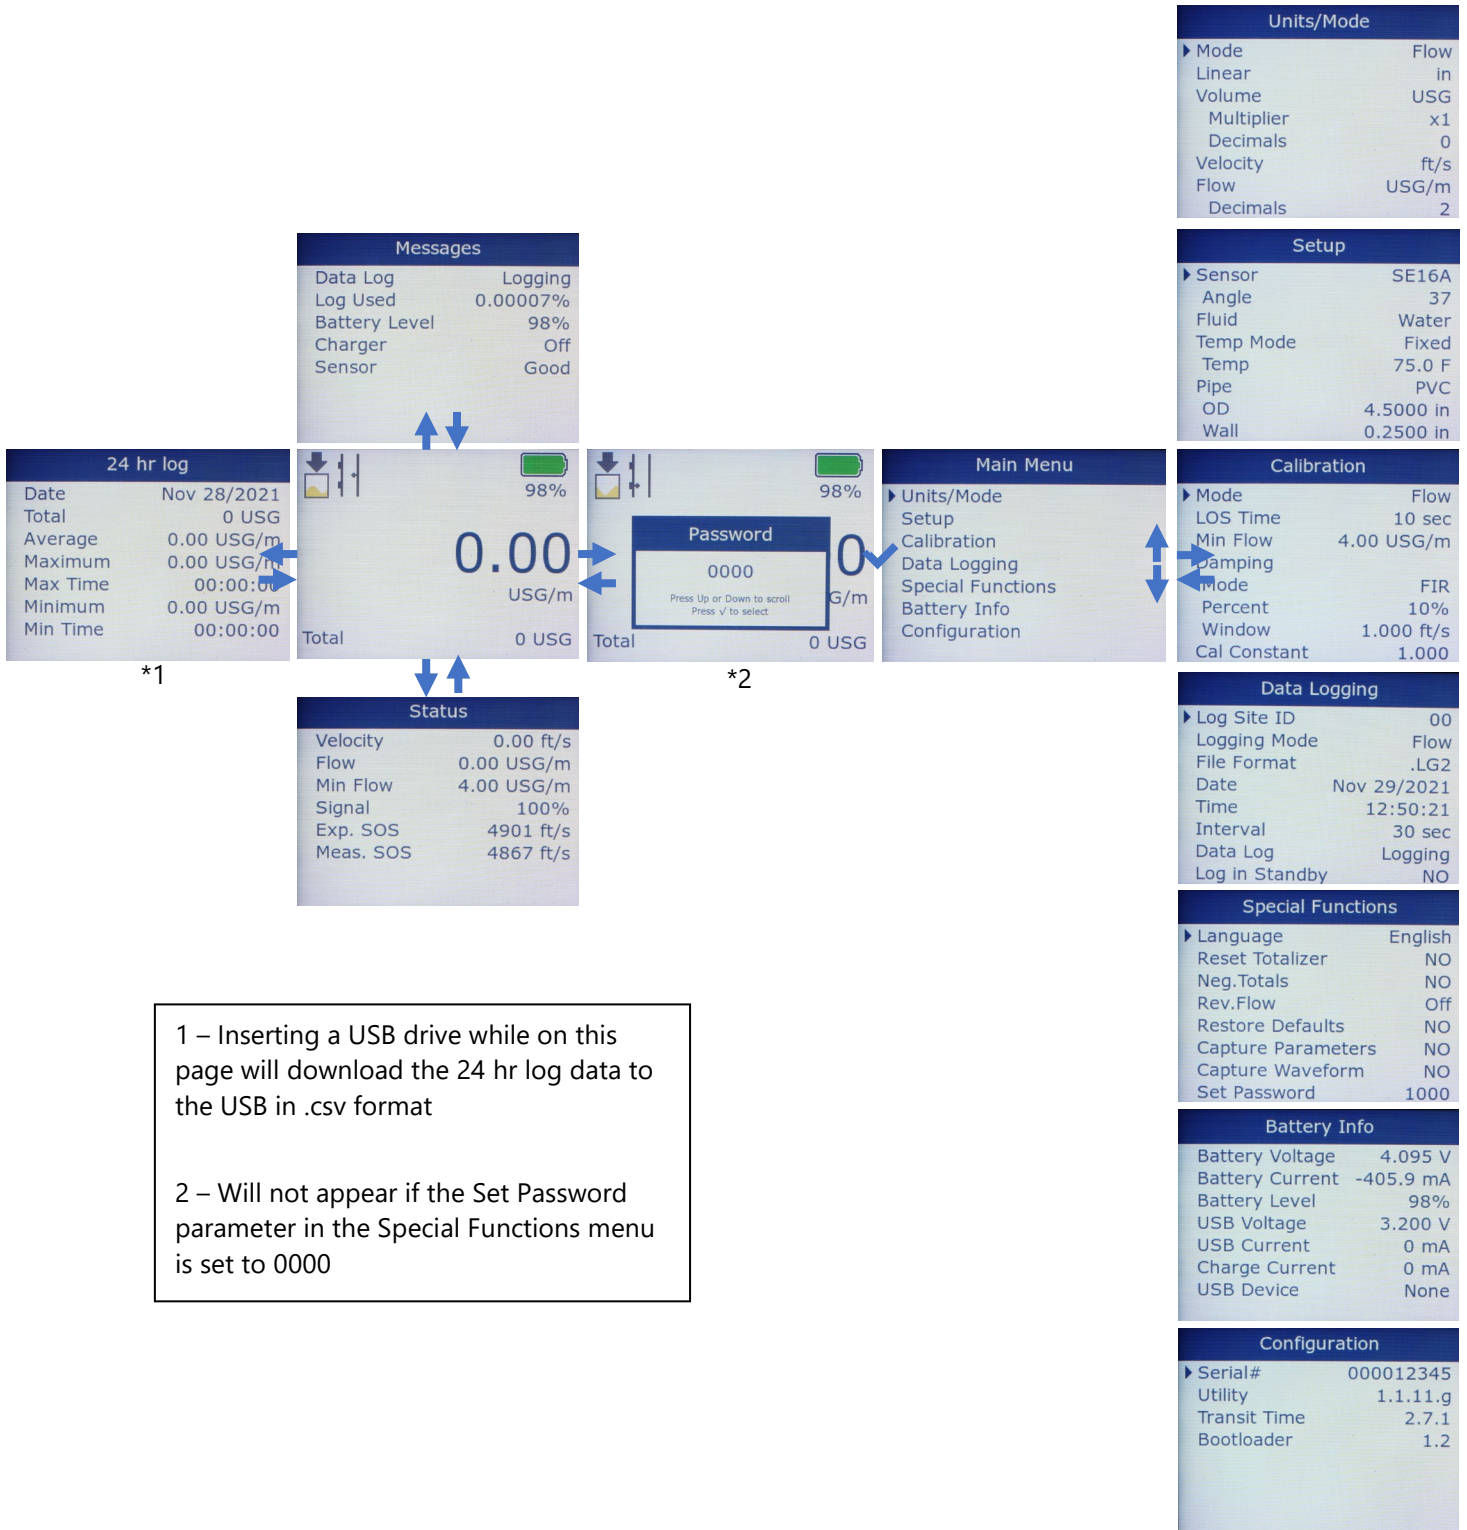 Units/Mode
Mode Flow
Linear in
Volume USG
Multiplier x1
Decimals 0
Velocity ft/s
Flow USG/m
Decimals 2
Messages
Data Log Logging
Log Used 0.00007%
Battery Level 98%
Charger Off
Sensor Good
Setup
Sensor SE16A
Angle 37
Fluid Water
Temp Mode Fixed
Temp 75.0 F
Pipe PVC
OD 4.5000 in
Wall 0.2500 in
24 hr log
Date Nov 28/2021
Total 0 USG
Average 0.00 USG/m
Maximum 0.00 USG/m
Max Time 00:00:00
Minimum 0.00 USG/m
Min Time 00:00:00
*1
98%
0.00
USG/m
Total 0 USG
98%
Password
0000
Press Up or Down to scroll
Press √ to select
0
G/m
Total 0 USG
*2
Main Menu
Units/Mode
Setup
Calibration
Data Logging
Special Functions
Battery Info
Configuration
Calibration
Mode Flow
LOS Time 10 sec
Min Flow 4.00 USG/m
Damping
Mode FIR
Percent 10%
Window 1.000 ft/s
Cal Constant 1.000
Status
Velocity 0.00 ft/s
Flow 0.00 USG/m
Min Flow 4.00 USG/m
Signal 100%
Exp. SOS 4901 ft/s
Meas. SOS 4867 ft/s
Data Logging
Log Site ID 00
Logging Mode Flow
File Format .LG2
Date Nov 29/2021
Time 12:50:21
Interval 30 sec
Data Log Logging
Log in Standby NO
Special Functions
Language English
Reset Totalizer NO
Neg.Totals NO
Rev.Flow Off
Restore Defaults NO
Capture Parameters NO
Capture Waveform NO
Set Password 1000
1 – Inserting a USB drive while on this
page will download the 24 hr log data to
the USB in .csv format
2 – Will not appear if the Set Password
parameter in the Special Functions menu
is set to 0000
Battery Info
Battery Voltage 4.095 V
Battery Current -405.9 mA
Battery Level 98%
USB Voltage 3.200 V
USB Current 0 mA
Charge Current 0 mA
USB Device None
Configuration
Serial# 000012345
Utility 1.1.11.g
Transit Time 2.7.1
Bootloader 1.2